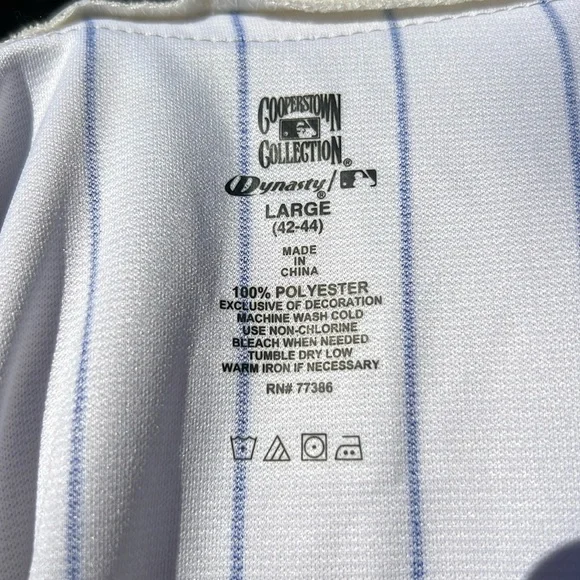 COOPERSTOWN
COLLECTION®
Dynasty®/
LARGE
(42-44)
MADE
IN
CHINA
100% POLYESTER
EXCLUSIVE OF DECORATION
MACHINE WASH COLD
USE NON-CHLORINE
BLEACH WHEN NEEDED
TUMBLE DRY LOW
WARM IRON IF NECESSARY
RN# 77386